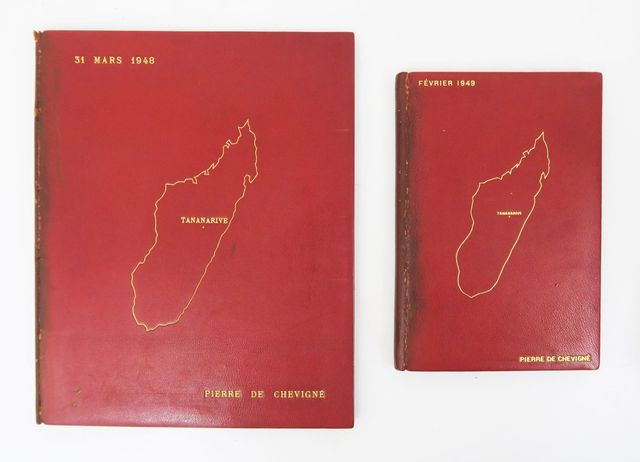 31 MARS 1948
TANANARIVE
PIERRE DE CHEVIGNÉ
FÉVRIER 1949
TANANARIVE
PIERRE DE CHEVIGNÉ